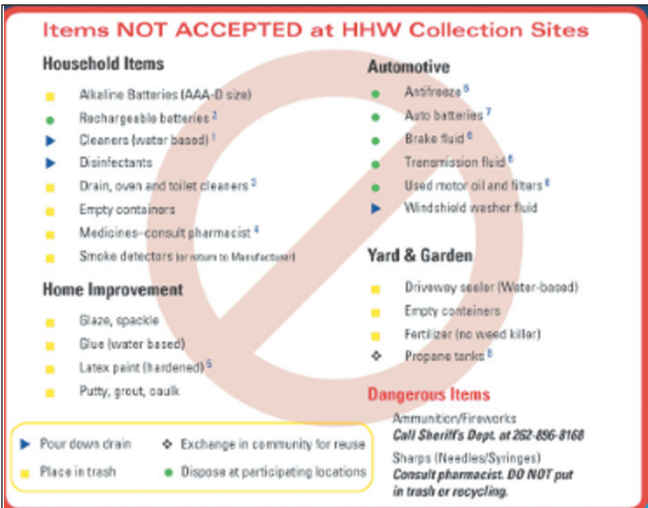 Items NOT ACCEPTED at HHW Collection Sites
Household Items
Alkaline Batteries (AAA-D size)
Rechargeable batteries 2
Cleaners (water based) 1
Disinfectants
Drain, oven and toilet cleaners 3
Empty containers
Medicines-consult pharmacist 4
Smoke detectors (or return to Manufacturer)
Home Improvement
Glaze, spackle
Glue (water based)
Latex paint (hardened) 5
Putty, grout, caulk
Automotive
Antifreeze 6
Auto batteries 7
Brake fluid 6
Transmission fluid 6
Used motor oil and filters 6
Windshield washer fluid
Yard & Garden
Driveway sealer (Water-based)
Empty containers
Fertilizer (no weed killer)
Propane tanks 8
Dangerous Items
Ammunition/Fireworks
Call Sheriff's Dept. at 262-896-8168
Sharps (Needles/Syringes)
Consult pharmacist. DO NOT put
in trash or recycling.
Pour down drain
Exchange in community for reuse
Place in trash
Dispose at participating locations